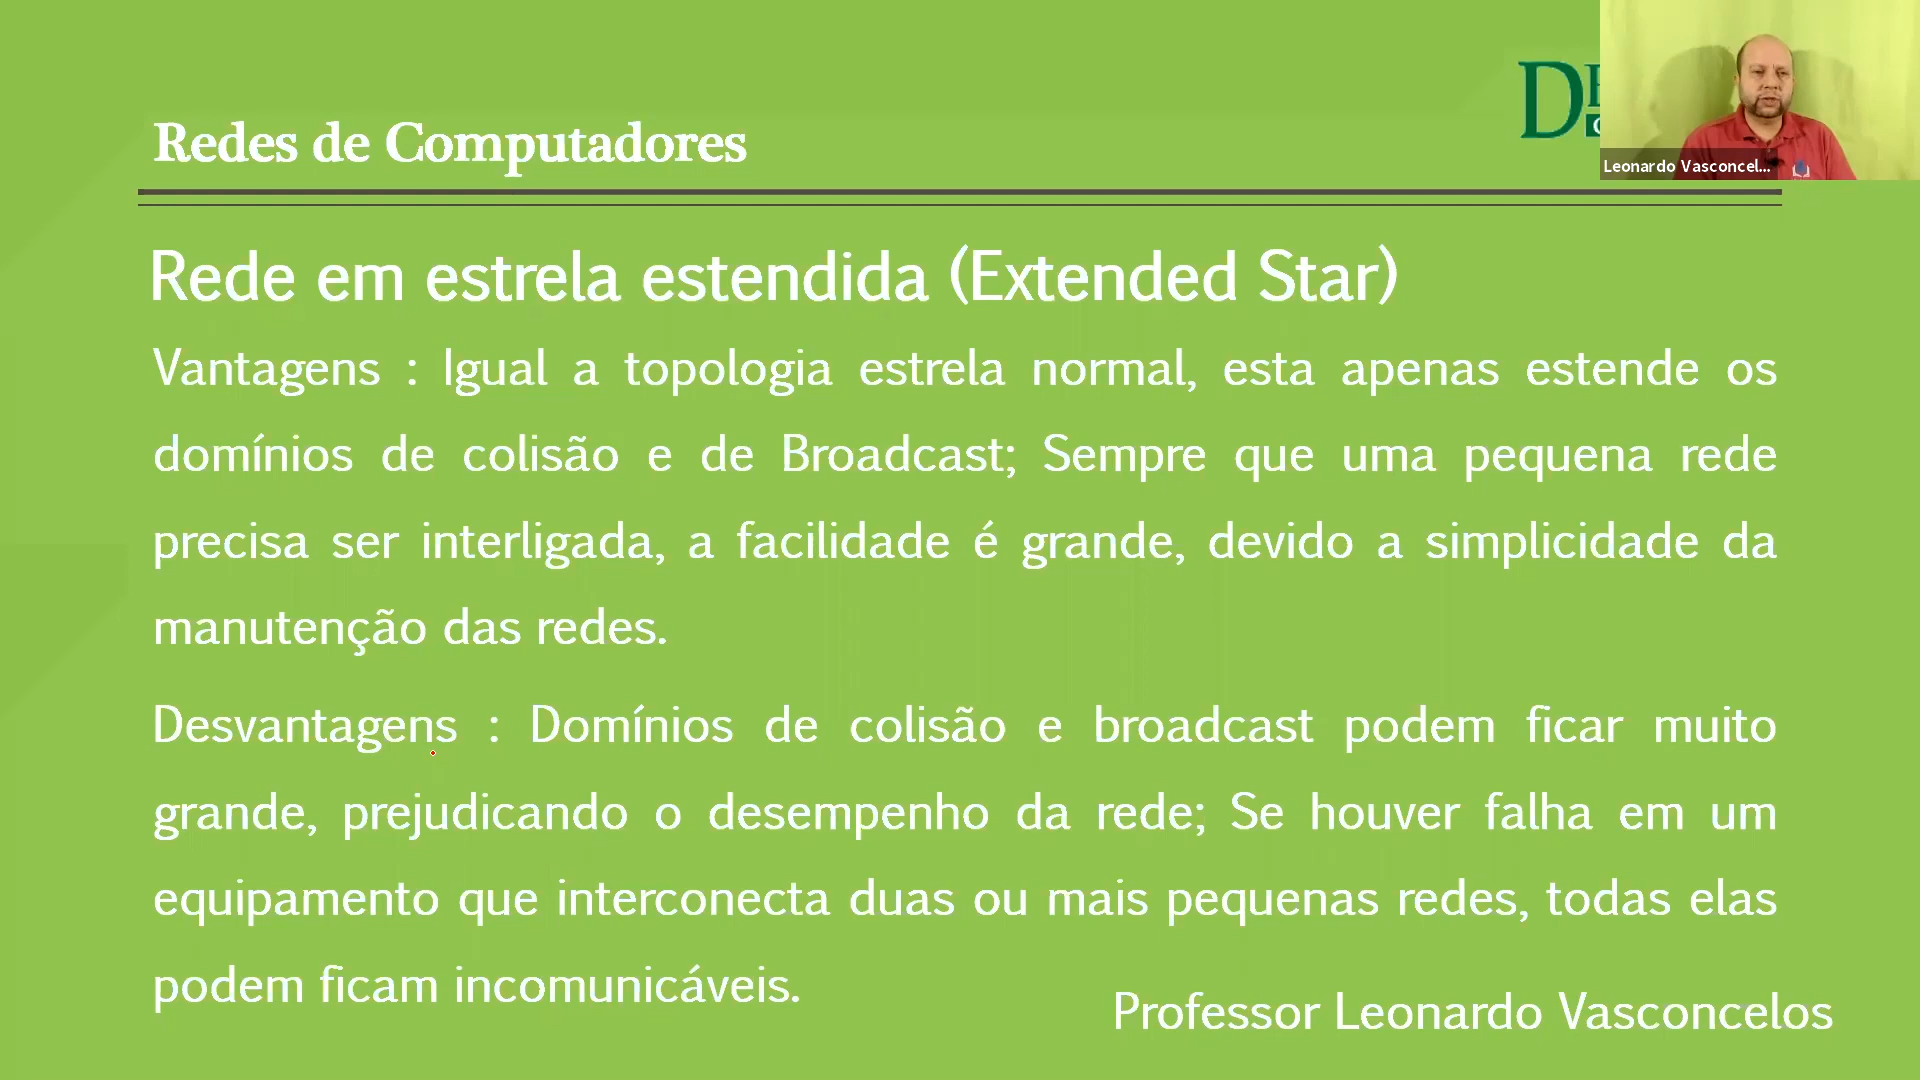 Redes de Computadores
Leonardo Vasconcel...
Rede em estrela estendida (Extended Star)
Vantagens : Igual a topologia estrela normal, esta apenas estende os
domínios de colisão e de Broadcast; Sempre que uma pequena rede
precisa ser interligada, a facilidade é grande, devido a simplicidade da
manutenção das redes.
Desvantagens : Domínios de colisão e broadcast podem ficar muito
grande, prejudicando o desempenho da rede; Se houver falha em um
equipamento que interconecta duas ou mais pequenas redes, todas elas
podem ficam incomunicáveis.
Professor Leonardo Vasconcelos